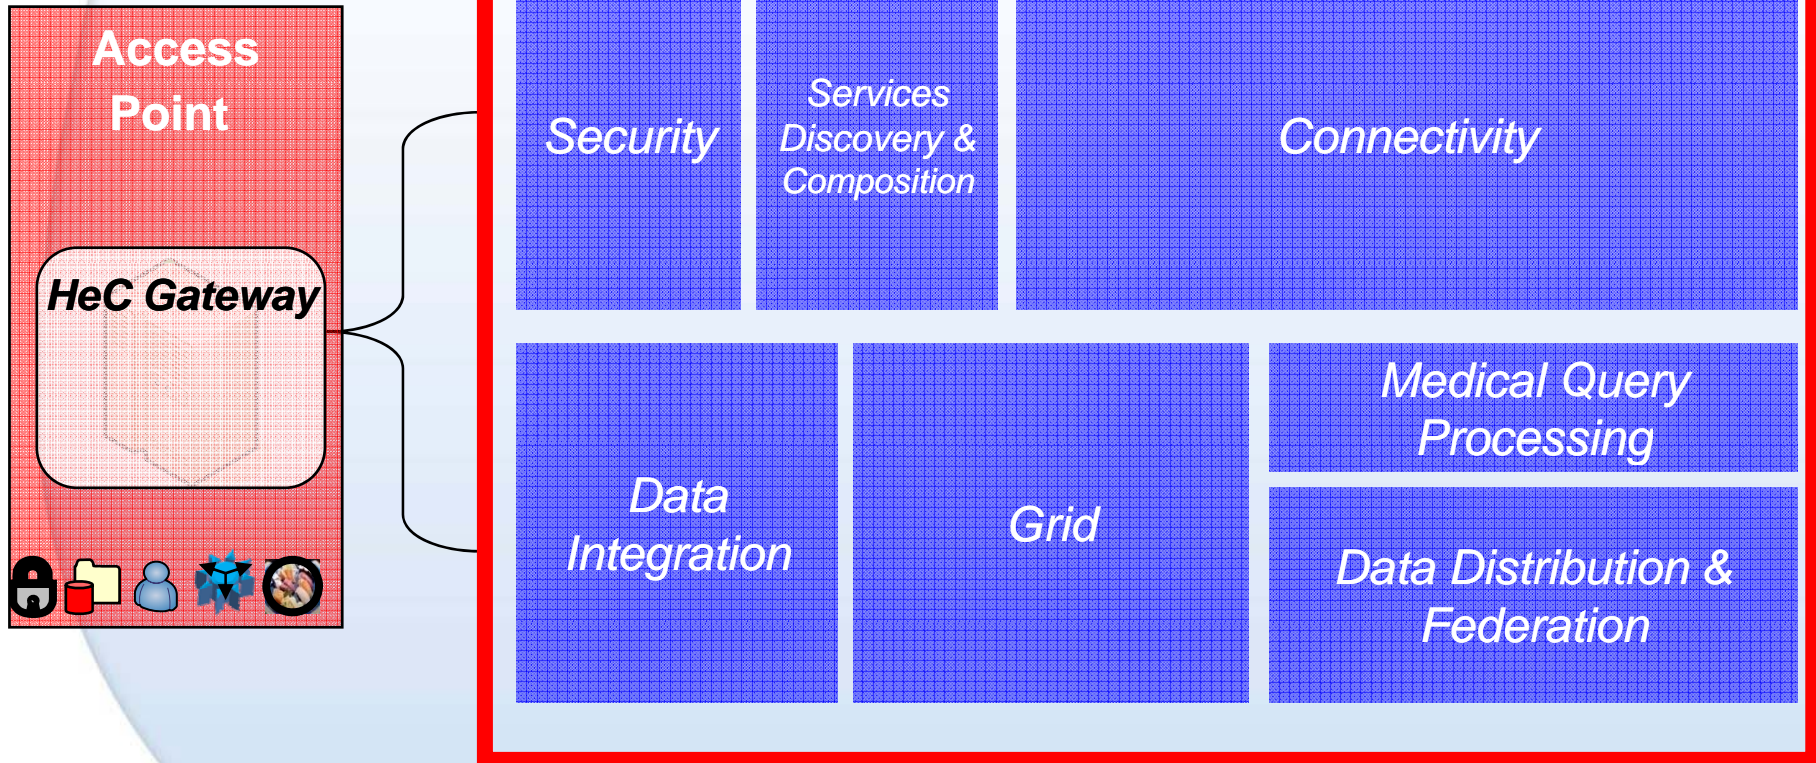 Access
Point
HeC Gateway
Security
Services
Discovery &
Composition
Connectivity
Data
Integration
Grid
Medical Query
Processing
Data Distribution &
Federation